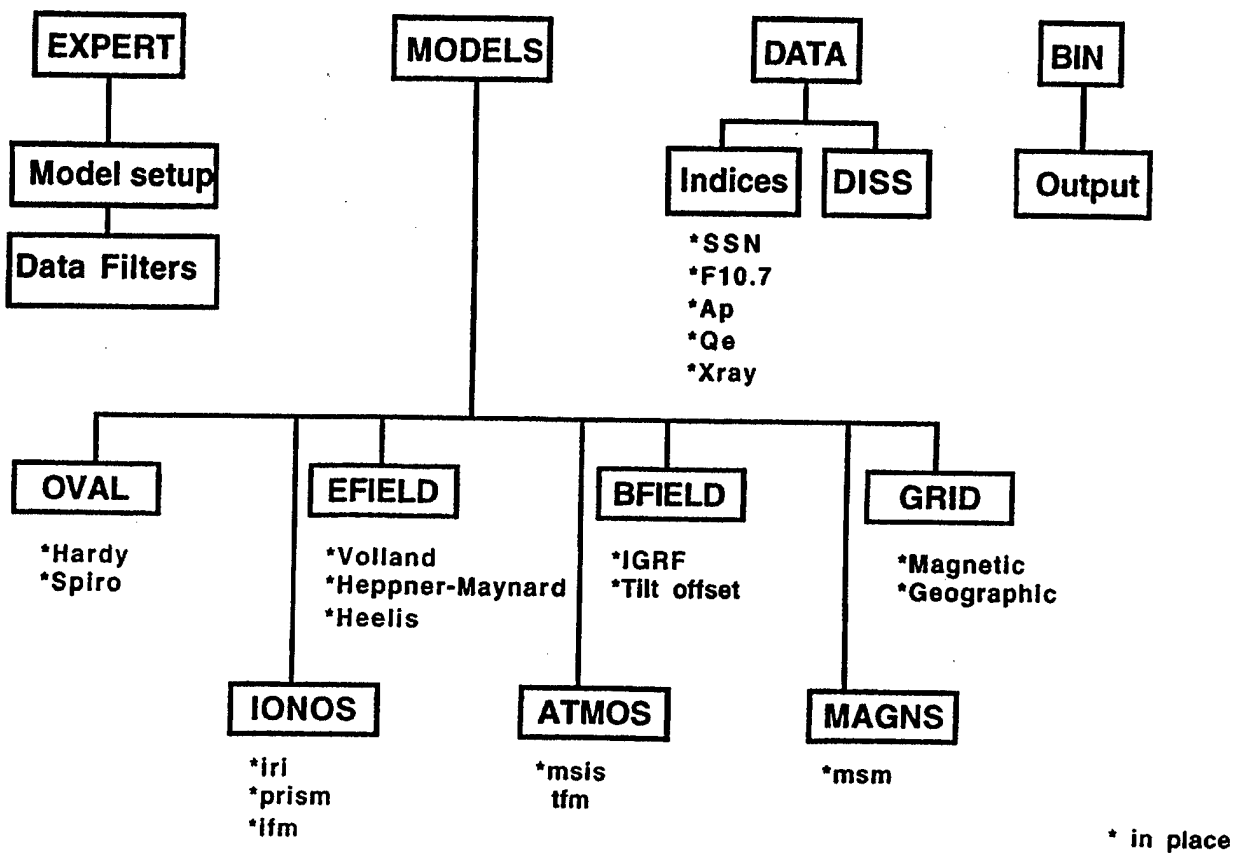 EXPERT
MODELS
DATA
BIN
Model setup
Indices
DISS
Output
Data Filters
*SSN
*F10.7
*Ap
*Qe
*Xray
OVAL
EFIELD
BFIELD
GRID
*Hardy
*Spiro
*Volland
*Heppner-Maynard
*Heelis
*IGRF
*Tilt offset
*Magnetic
*Geographic
IONOS
ATMOS
MAGNS
*iri
*prism
*ifm
*msis
tfm
*msm
* in place